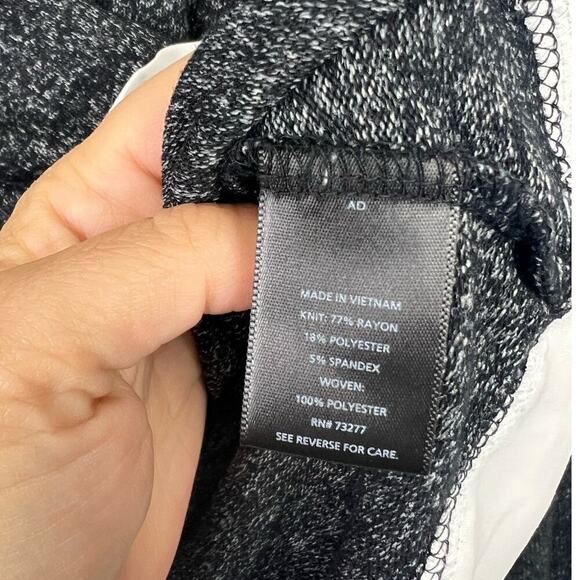 AD
MADE IN VIETNAM
KNIT: 77% RAYON
18% POLYESTER
5% SPANDEX
WOVEN:
100% POLYESTER
RN# 73277
SEE REVERSE FOR CARE.